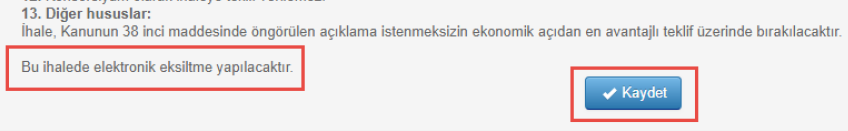 13. Diğer hususlar:
İhale, Kanunun 38 inci maddesinde öngörülen açıklama istenmeksizin ekonomik açıdan en avantajlı teklif üzerinde bırakılacaktır.
Bu ihalede elektronik eksiltme yapılacaktır.
Kaydet